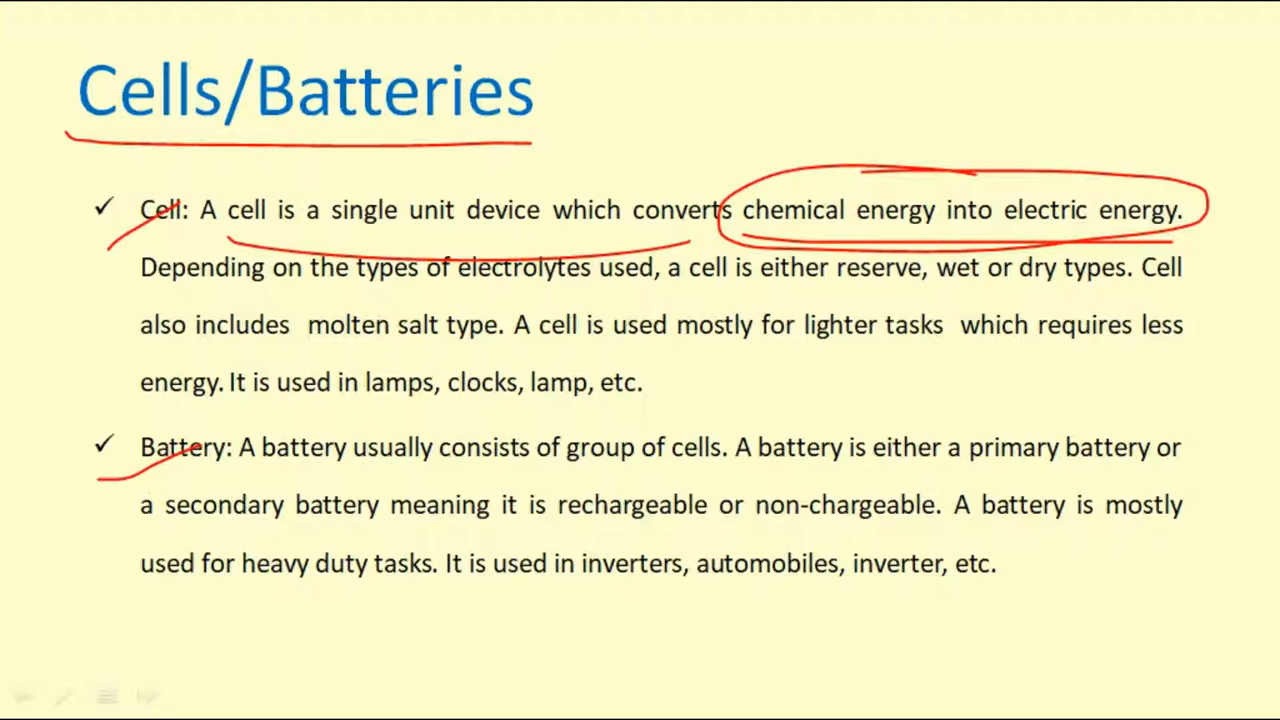 Cells/Batteries
✓ Cell: A cell is a single unit device which converts chemical energy into electric energy.
Depending on the types of electrolytes used, a cell is either reserve, wet or dry types. Cell
also includes molten salt type. A cell is used mostly for lighter tasks which requires less
energy. It is used in lamps, clocks, lamp, etc.
✓ Battery: A battery usually consists of group of cells. A battery is either a primary battery or
a secondary battery meaning it is rechargeable or non-chargeable. A battery is mostly
used for heavy duty tasks. It is used in inverters, automobiles, inverter, etc.